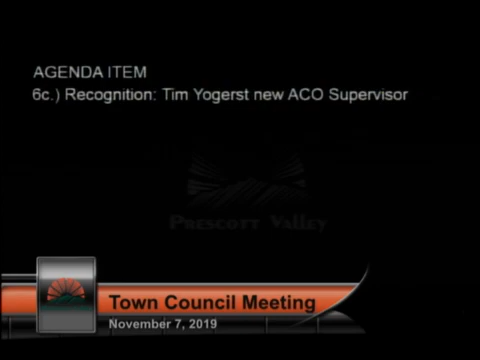 AGENDA ITEM
6c.) Recognition: Tim Yogerst new ACO Supervisor
Prescott Valley
Town Council Meeting
November 7, 2019